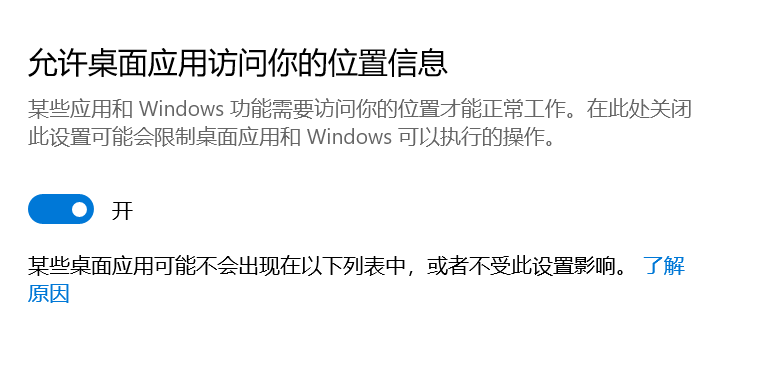 允许桌面应用访问你的位置信息
某些应用和 Windows 功能需要访问你的位置才能正常工作。在此处关闭
此设置可能会限制桌面应用和 Windows 可以执行的操作。
开
某些桌面应用可能不会出现在以下列表中，或者不受此设置影响。 了解
原因